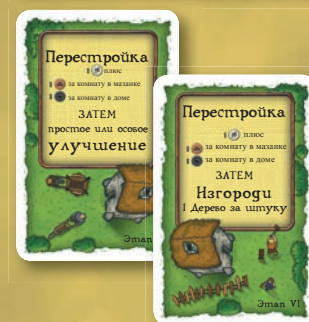 Перестройка
1 плюс
1 за комнату в мазанке
1 за комнату в доме
ЗАТЕМ
простое или особое
улучшение
Этап
Перестройка
1 плюс
1 за комнату в мазанке
1 за комнату в доме
ЗАТЕМ
Изгороди
1 Дерево за штуку
Этап VI